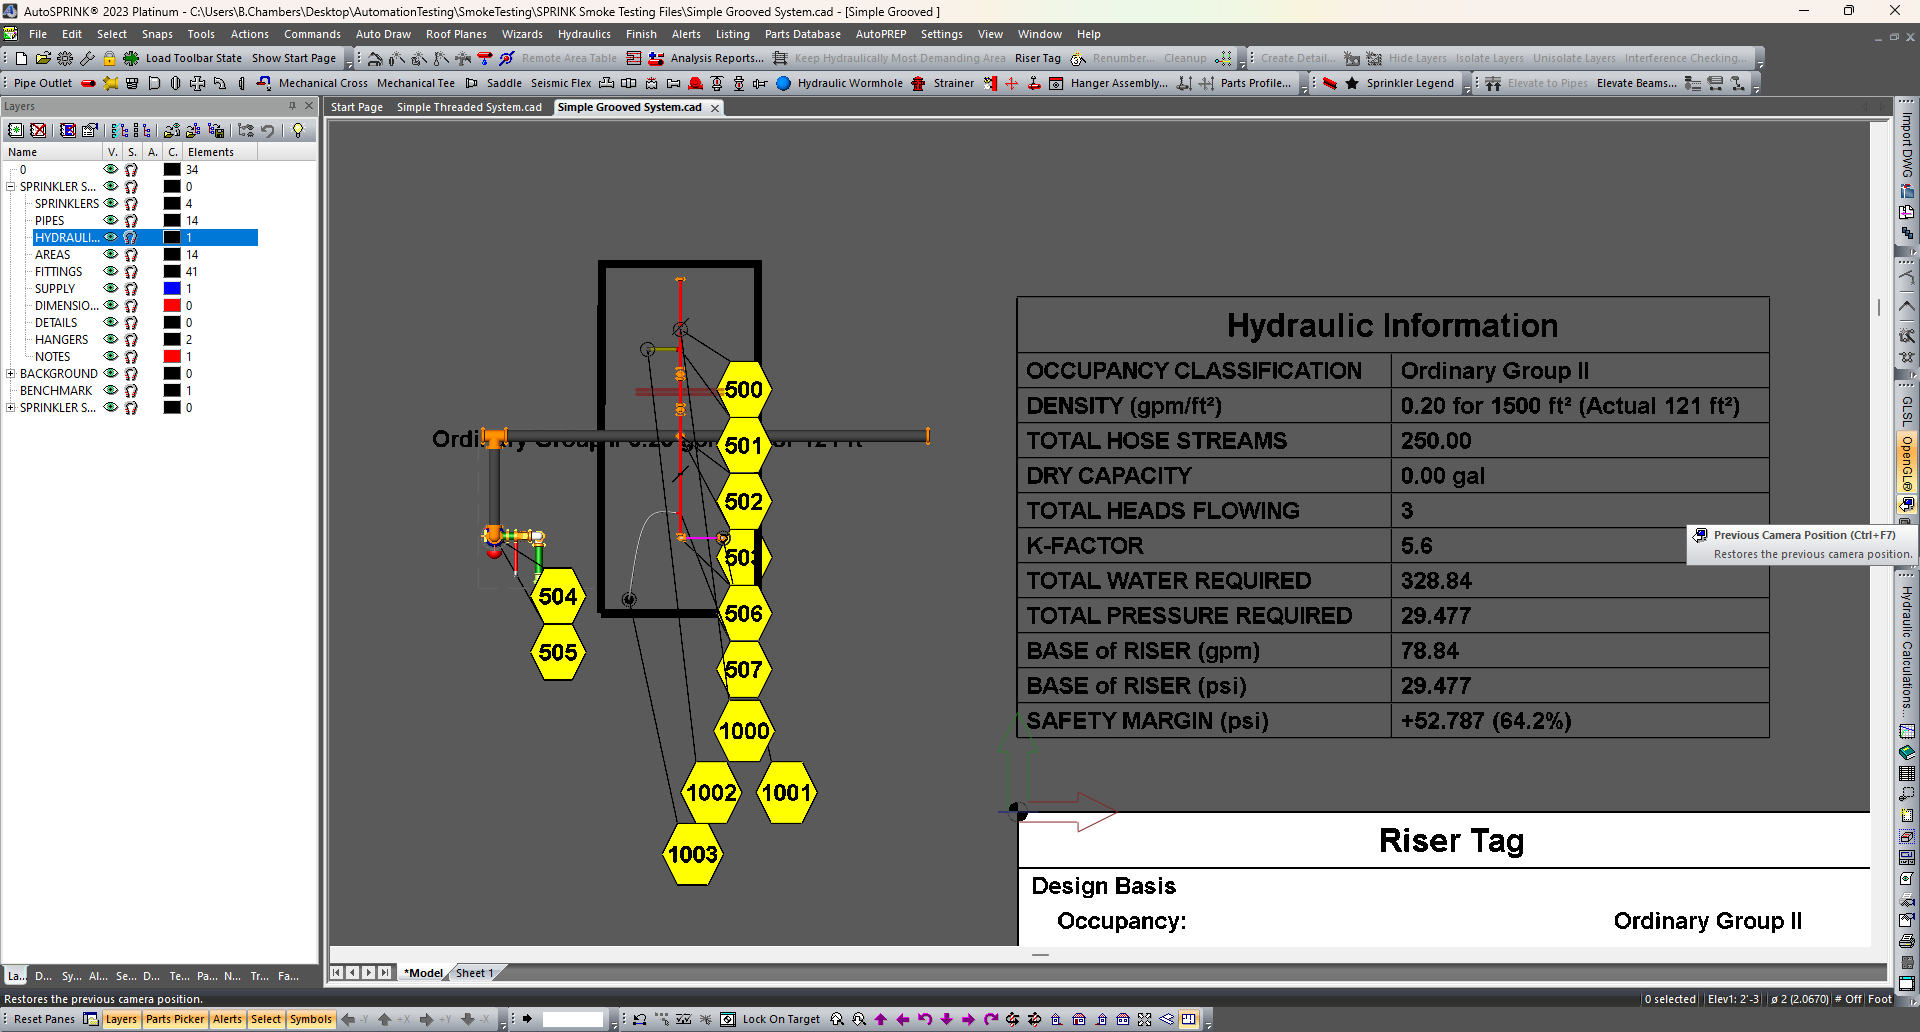 AutoSPRINK® 2023 Platinum - C:\Users\B.Chambers\Desktop\AutomationTesting\SmokeTesting\SPRINK Smoke Testing Files\Simple Grooved System.cad - [Simple Grooved ]
File Edit Select Snaps Tools Actions Commands Auto Draw Roof Planes Wizards Hydraulics Finish Alerts Listing Parts Database AutoPREP Settings View Window Help
Load Toolbar State Show Start Page Remote Area Table Analysis Reports... Keep Hydraulically Most Demanding Area Riser Tag Renumber... Cleanup Create Detail... Hide Layers Isolate Layers Unisolate Layers Interference Checking...
Pipe Outlet Mechanical Cross Mechanical Tee Saddle Seismic Flex Hydraulic Wormhole Strainer Hanger Assembly... Parts Profile... Sprinkler Legend Elevate to Pipes Elevate Beams...
Layers
Start Page Simple Threaded System.cad Simple Grooved System.cad
Name V. S. A. C. Elements
0 34
SPRINKLER S... 0
SPRINKLERS 4
PIPES 14
HYDRAULI... 1
AREAS 14
FITTINGS 41
SUPPLY 1
DIMENSIO... 0
DETAILS 0
HANGERS 2
NOTES 1
BACKGROUND 0
BENCHMARK 1
SPRINKLER S... 0
500
501
502
503
506
507
1000
1002 1001
1003
504
505
Hydraulic Information
OCCUPANCY CLASSIFICATION Ordinary Group II
DENSITY (gpm/ft²) 0.20 for 1500 ft² (Actual 121 ft²)
TOTAL HOSE STREAMS 250.00
DRY CAPACITY 0.00 gal
TOTAL HEADS FLOWING 3
K-FACTOR 5.6
TOTAL WATER REQUIRED 328.84
TOTAL PRESSURE REQUIRED 29.477
BASE of RISER (gpm) 78.84
BASE of RISER (psi) 29.477
SAFETY MARGIN (psi) +52.787 (64.2%)
Riser Tag
Design Basis
Occupancy: Ordinary Group II
Previous Camera Position (Ctrl+F7)
Restores the previous camera position.
Import DWG
GLSL
OpenGL®
Hydraulic Calculations...
La... D... Sy... Al... Se... D... Te... Pa... N... Tr... Fa...
*Model Sheet 1
Restores the previous camera position.
0 selected Elev1: 2'-3 ø 2 (2.0670) # Off Foot
Reset Panes Layers Parts Picker Alerts Select Symbols -Y +X +Y -X Lock On Target